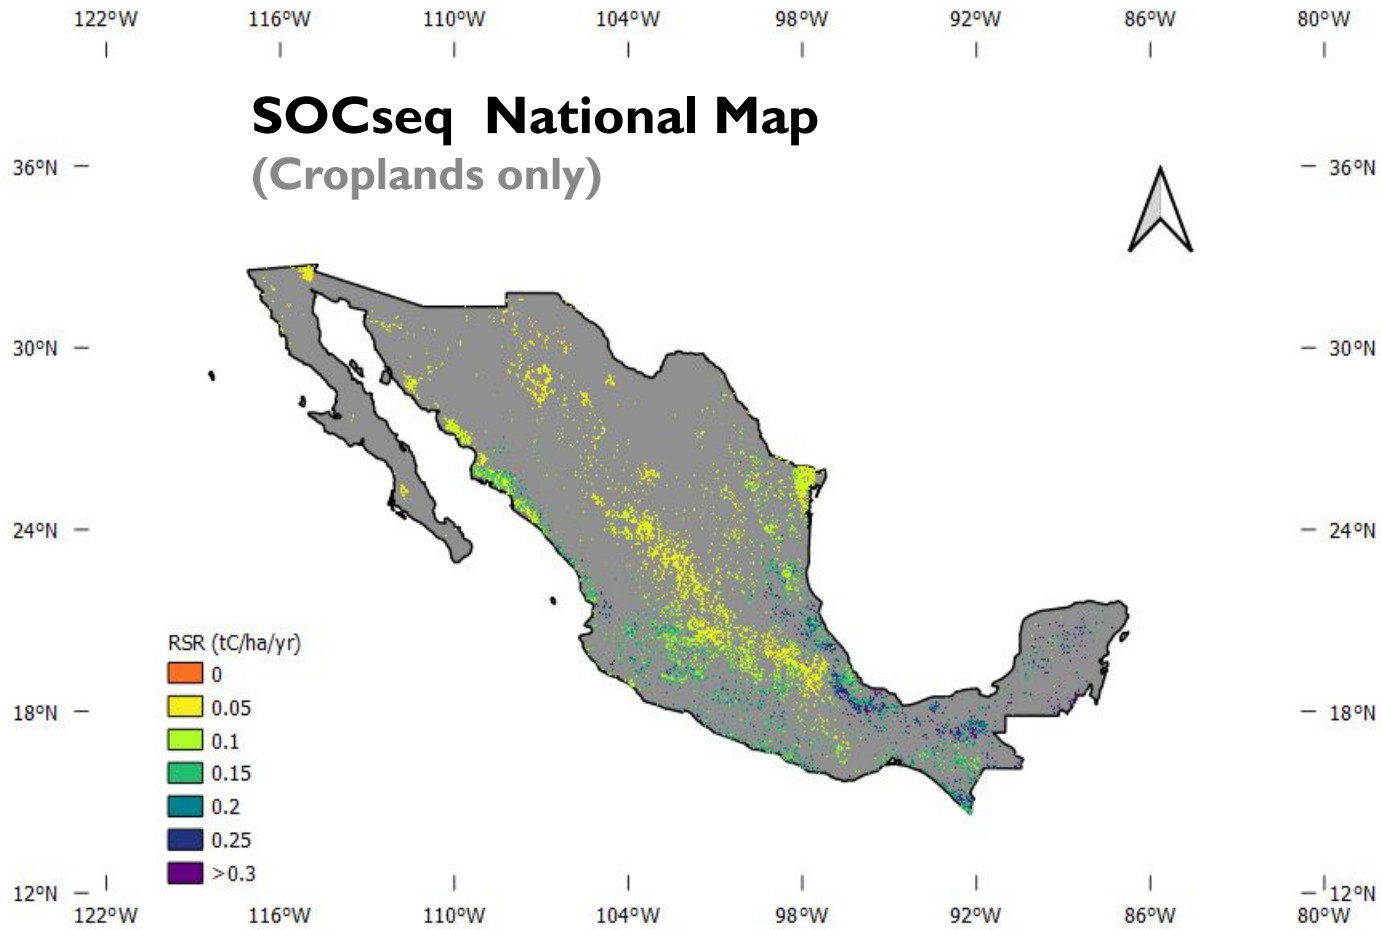 122°W 116°W 110°W 104°W 98°W 92°W 86°W 80°W
SOCseq National Map
(Croplands only)
36°N 36°N
30°N 30°N
24°N 24°N
RSR (tC/ha/yr)
0
0.05
18°N 18°N
0.1
0.15
0.2
0.25
>0.3
12°N 12°N
122°W 116°W 110°W 104°W 98°W 92°W 86°W 80°W